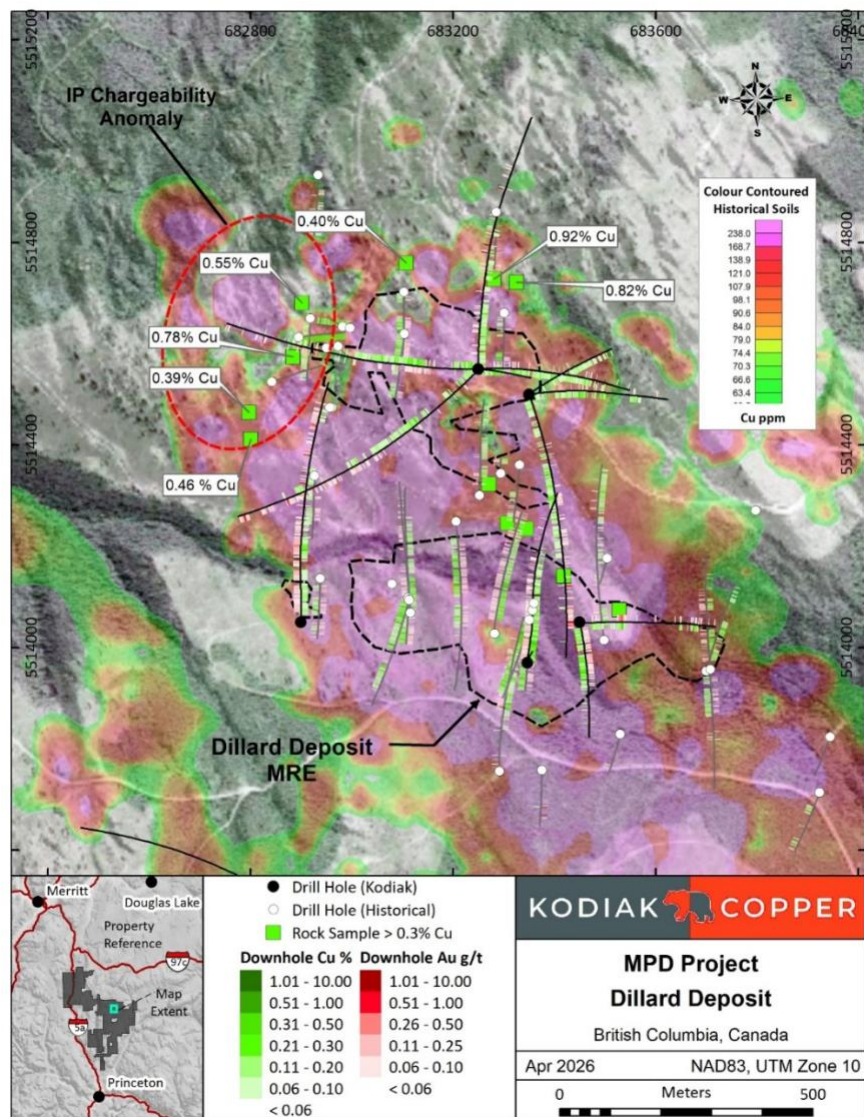 682800
683200
683600
5515200
5515200
IP Chargeability
Anomaly
N
W
E
S
Colour Contoured
Historical Soils
238.0
168.7
138.9
121.0
107.9
98.1
90.6
84.0
79.0
74.4
70.3
66.6
63.4
Cu ppm
5514800
5514800
0.40% Cu
0.92% Cu
0.55% Cu
0.82% Cu
0.78% Cu
0.39% Cu
5514400
5514400
0.46 % Cu
5514000
5514000
Dillard Deposit
MRE
Merritt
Douglas Lake
Property
Reference
97c
Map
Extent
5a
Princeton
Drill Hole (Kodiak)
Drill Hole (Historical)
Rock Sample > 0.3% Cu
Downhole Cu % Downhole Au g/t
1.01 - 10.00 1.01 - 10.00
0.51 - 1.00 0.51 - 1.00
0.31 - 0.50 0.26 - 0.50
0.21 - 0.30 0.11 - 0.25
0.11 - 0.20 0.06 - 0.10
0.06 - 0.10 < 0.06
< 0.06
KODIAK COPPER
MPD Project
Dillard Deposit
British Columbia, Canada
Apr 2026 NAD83, UTM Zone 10
0 Meters 500